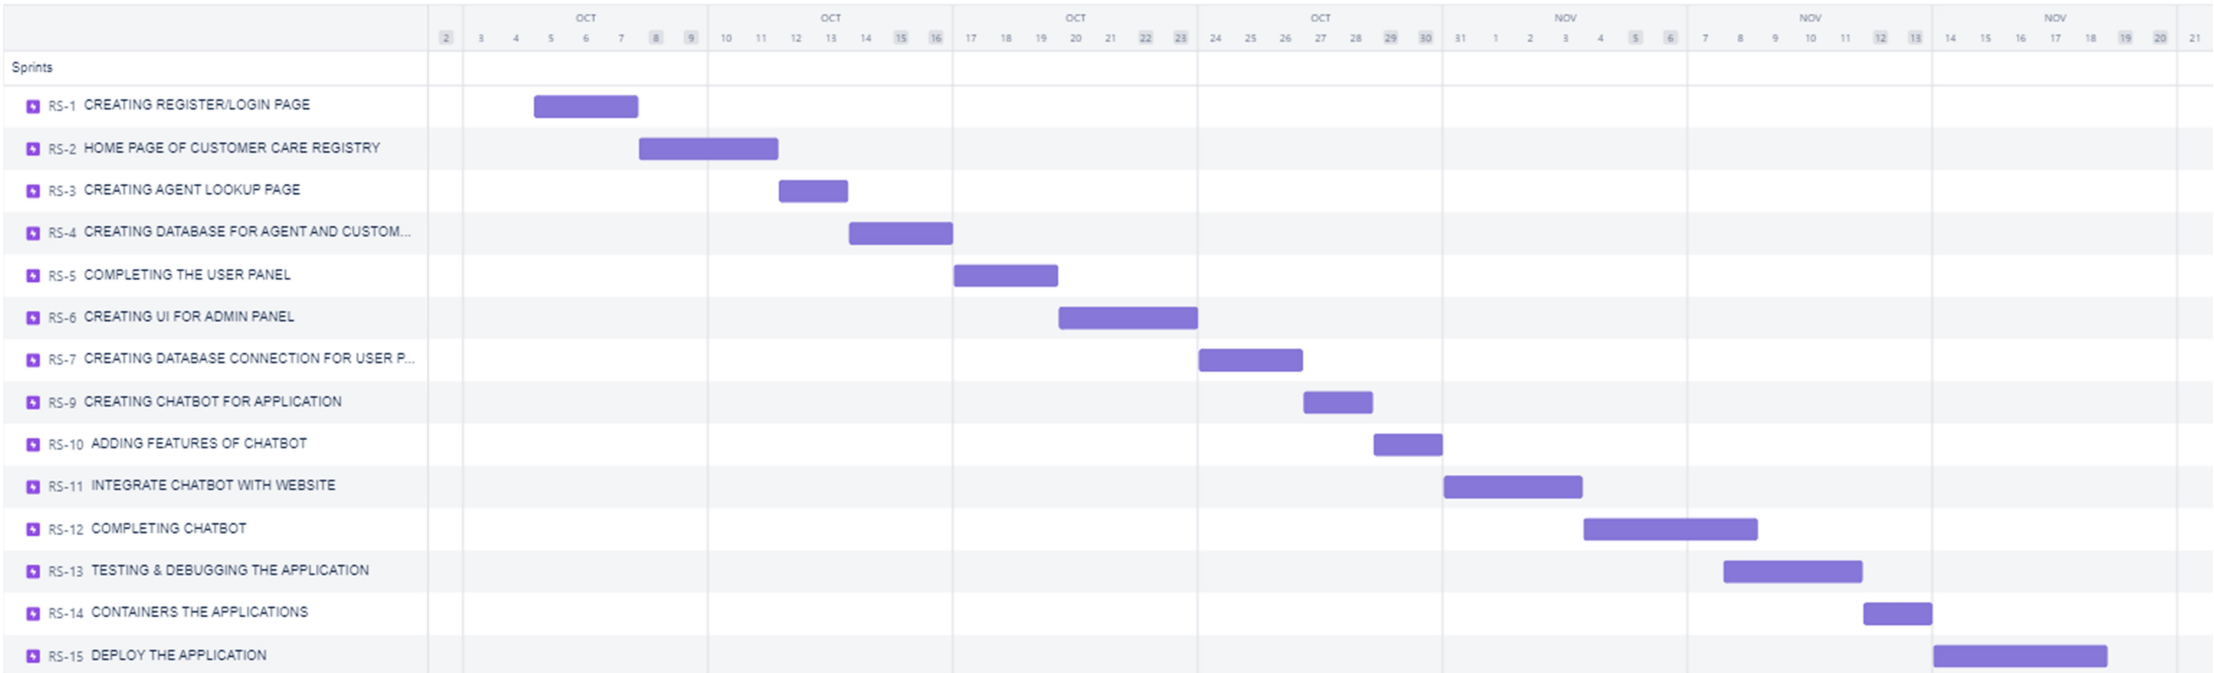 OCT OCT OCT OCT NOV NOV NOV
2 3 4 5 6 7 8 9 10 11 12 13 14 15 16 17 18 19 20 21 22 23 24 25 26 27 28 29 30 31 1 2 3 4 5 6 7 8 9 10 11 12 13 14 15 16 17 18 19 20 21
Sprints
RS-1 CREATING REGISTER/LOGIN PAGE
RS-2 HOME PAGE OF CUSTOMER CARE REGISTRY
RS-3 CREATING AGENT LOOKUP PAGE
RS-4 CREATING DATABASE FOR AGENT AND CUSTOM...
RS-5 COMPLETING THE USER PANEL
RS-6 CREATING UI FOR ADMIN PANEL
RS-7 CREATING DATABASE CONNECTION FOR USER P...
RS-9 CREATING CHATBOT FOR APPLICATION
RS-10 ADDING FEATURES OF CHATBOT
RS-11 INTEGRATE CHATBOT WITH WEBSITE
RS-12 COMPLETING CHATBOT
RS-13 TESTING & DEBUGGING THE APPLICATION
RS-14 CONTAINERS THE APPLICATIONS
RS-15 DEPLOY THE APPLICATION